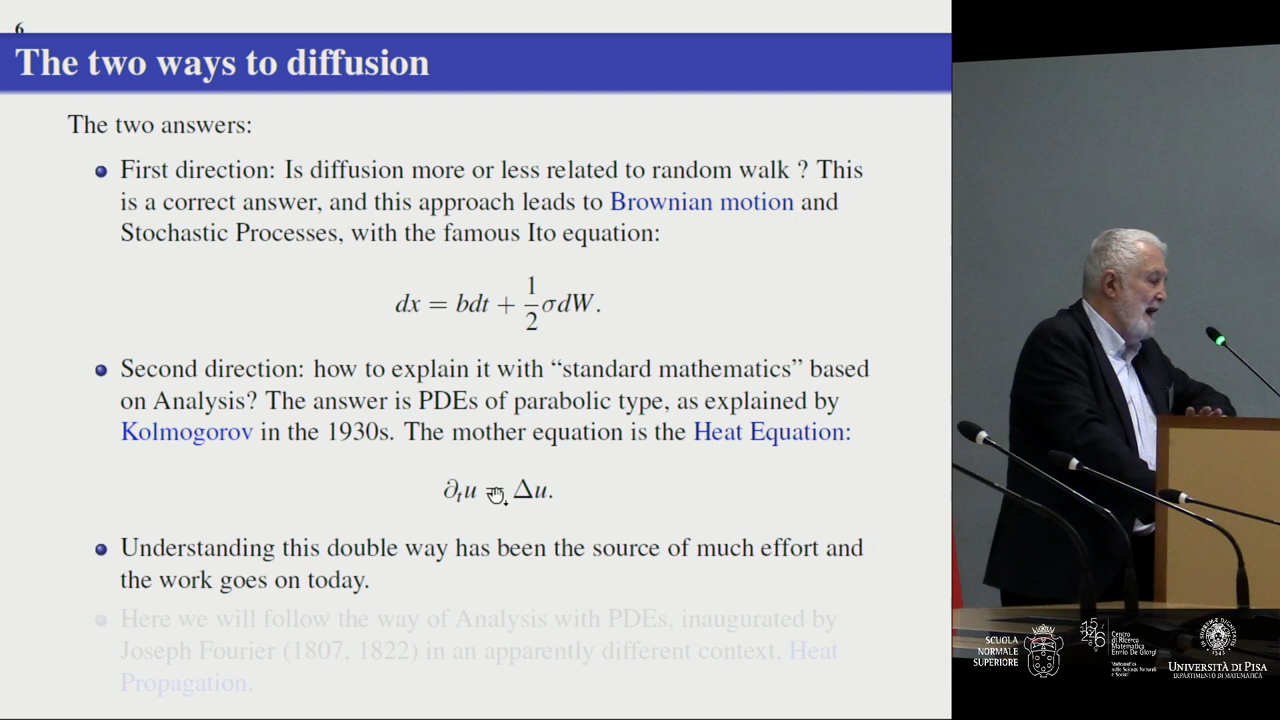 6
The two ways to diffusion
The two answers:
First direction: Is diffusion more or less related to random walk ? This
is a correct answer, and this approach leads to Brownian motion and
Stochastic Processes, with the famous Ito equation:
dx = bdt + 1/2 σdW.
Second direction: how to explain it with “standard mathematics” based
on Analysis? The answer is PDEs of parabolic type, as explained by
Kolmogorov in the 1930s. The mother equation is the Heat Equation:
∂ₜu = Δu.
Understanding this double way has been the source of much effort and
the work goes on today.
Here we will follow the way of Analysis with PDEs, inaugurated by
Joseph Fourier (1807, 1822) in an apparently different context, Heat
Propagation.
SCUOLA
NORMALE
SUPERIORE
Centro
di Ricerca
Matematica
Ennio De Giorgi
UNIVERSITÀ DI PISA
DIPARTIMENTO DI MATEMATICA